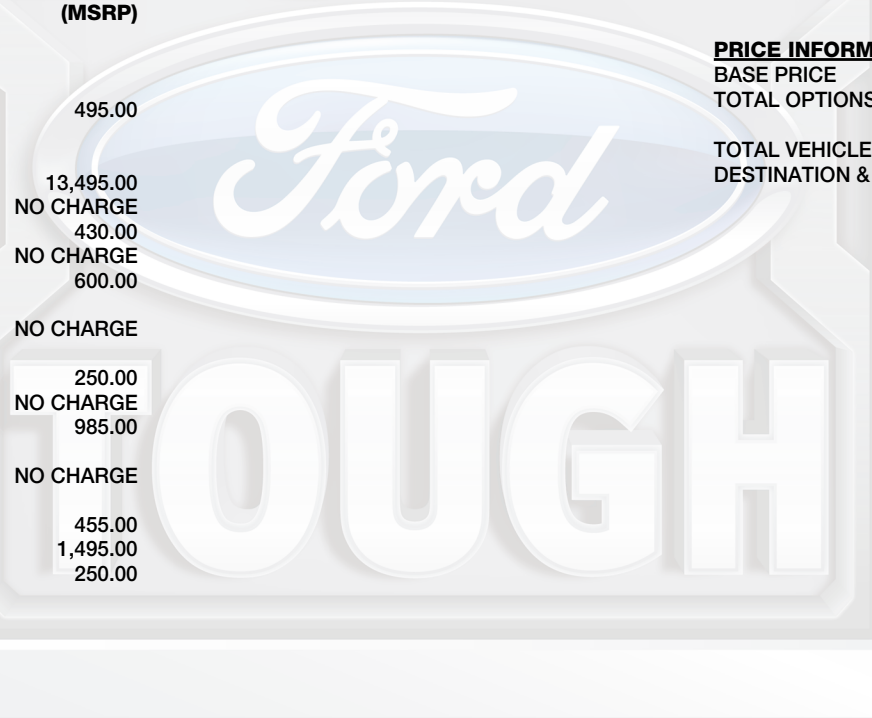 (MSRP)
495.00
13,495.00
NO CHARGE
430.00
NO CHARGE
600.00
NO CHARGE
250.00
NO CHARGE
985.00
NO CHARGE
455.00
1,495.00
250.00
PRICE INFORM
BASE PRICE
TOTAL OPTIONS
TOTAL VEHICLE
DESTINATION &
Ford
TOUGH